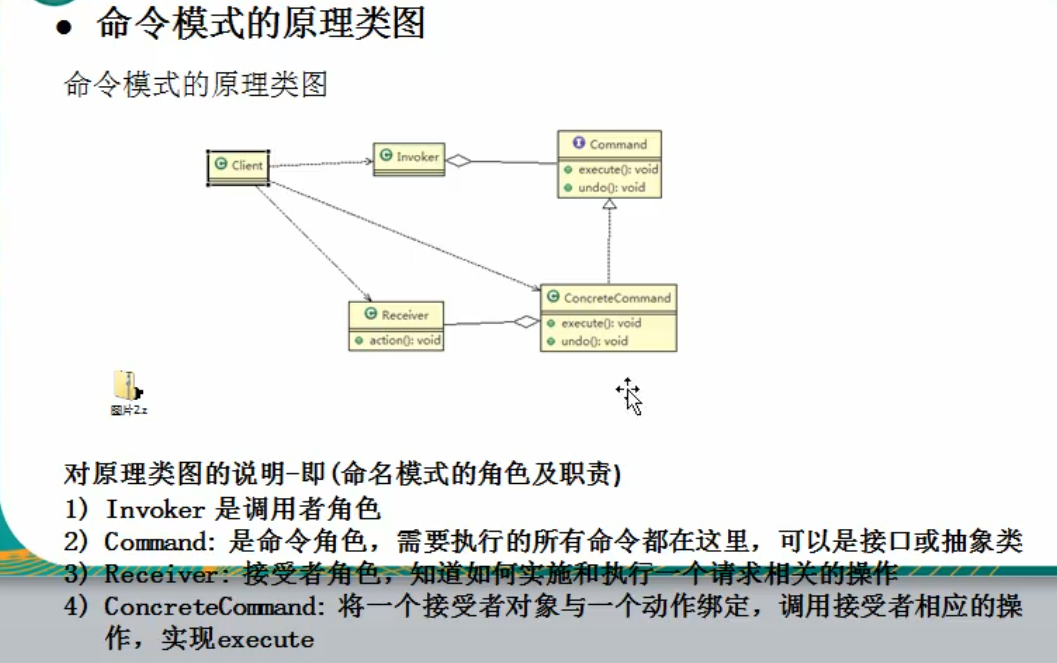 ● 命令模式的原理类图
命令模式的原理类图
Client
Invoker
Command
execute(): void
undo(): void
Receiver
action(): void
ConcreteCommand
execute(): void
undo(): void
图片2.z
对原理类图的说明-即(命名模式的角色及职责)
1) Invoker 是调用者角色
2) Command: 是命令角色，需要执行的所有命令都在这里，可以是接口或抽象类
3) Receiver: 接受者角色，知道如何实施和执行一个请求相关的操作
4) ConcreteCommand: 将一个接受者对象与一个动作绑定，调用接受者相应的操
作，实现execute